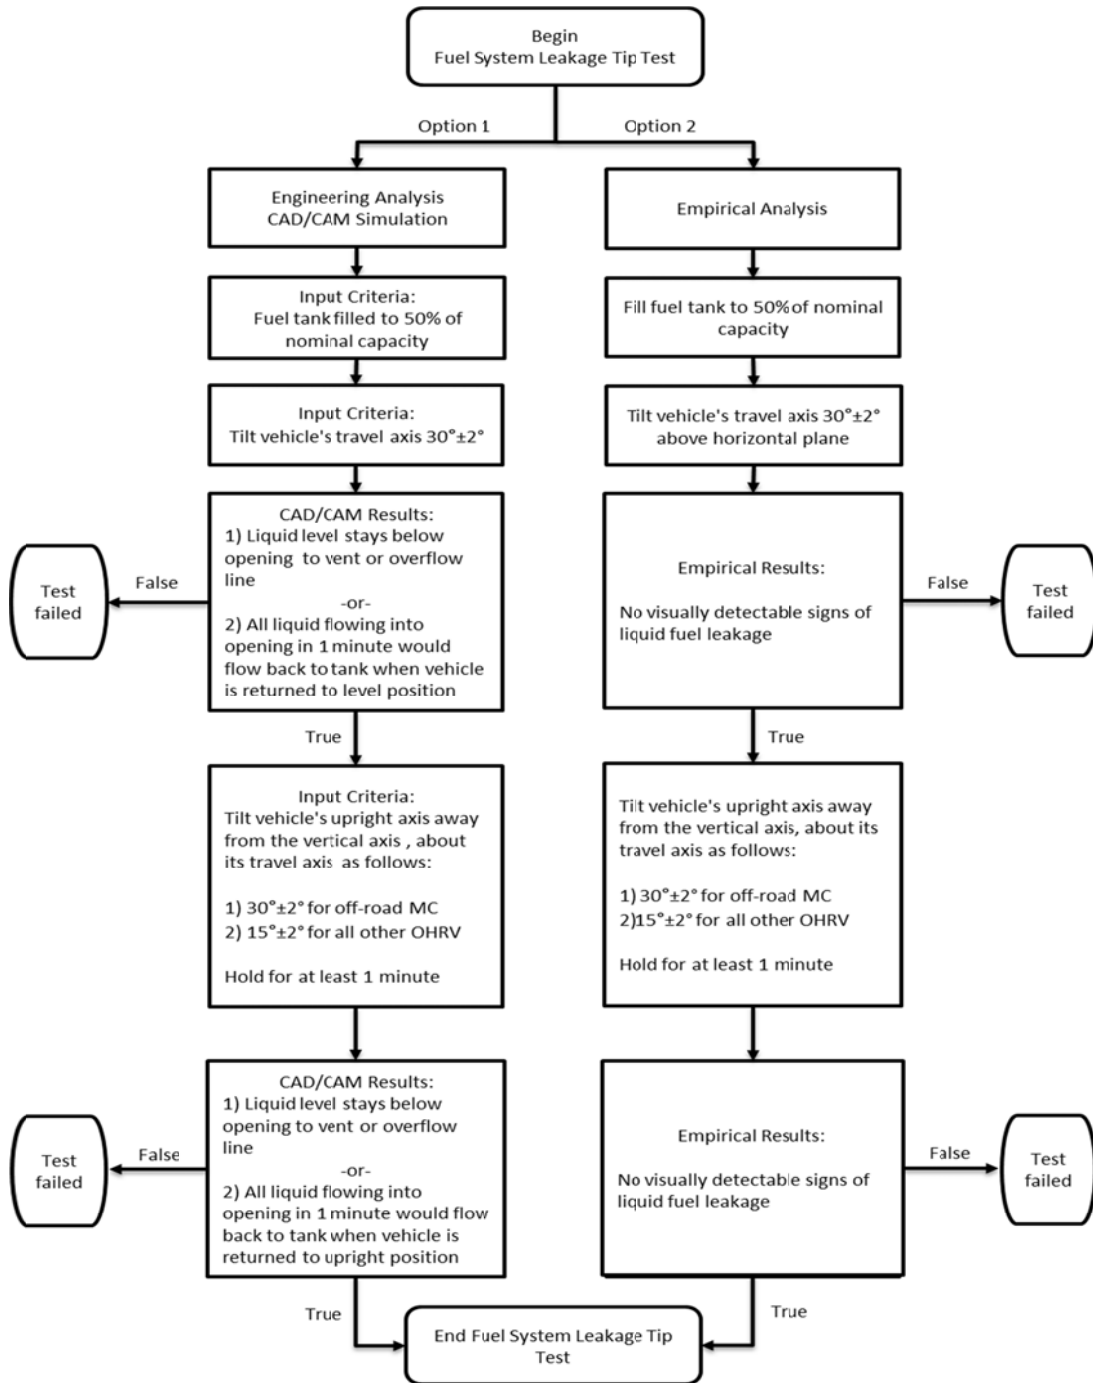 Begin
Fuel System Leakage Tip Test
Option 1
Option 2
Engineering Analysis
CAD/CAM Simulation
Empirical Analysis
Input Criteria:
Fuel tank filled to 50% of
nominal capacity
Fill fuel tank to 50% of nominal
capacity
Input Criteria:
Tilt vehicle's travel axis 30°±2°
Tilt vehicle's travel axis 30°±2°
above horizontal plane
CAD/CAM Results:
1) Liquid level stays below
opening to vent or overflow
line
-or-
2) All liquid flowing into
opening in 1 minute would
flow back to tank when vehicle
is returned to level position
False
Test
failed
Empirical Results:
No visually detectable signs of
liquid fuel leakage
False
Test
failed
True
True
Input Criteria:
Tilt vehicle's upright axis away
from the vertical axis , about
its travel axis as follows:
1) 30°±2° for off-road MC
2) 15°±2° for all other OHRV
Hold for at least 1 minute
Tilt vehicle's upright axis away
from the vertical axis, about its
travel axis as follows:
1) 30°±2° for off-road MC
2)15°±2° for all other OHRV
Hold for at least 1 minute
CAD/CAM Results:
1) Liquid level stays below
opening to vent or overflow
line
-or-
2) All liquid flowing into
opening in 1 minute would flow
back to tank when vehicle is
returned to upright position
False
Test
failed
Empirical Results:
No visually detectable signs of
liquid fuel leakage
False
Test
failed
True
True
End Fuel System Leakage Tip
Test